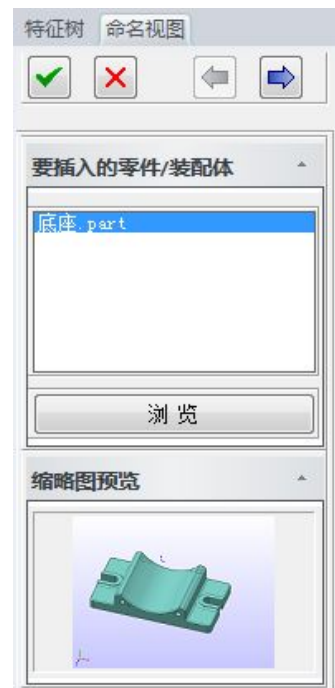 特征树 命名视图
要插入的零件/装配体
底座.part
浏览
缩略图预览